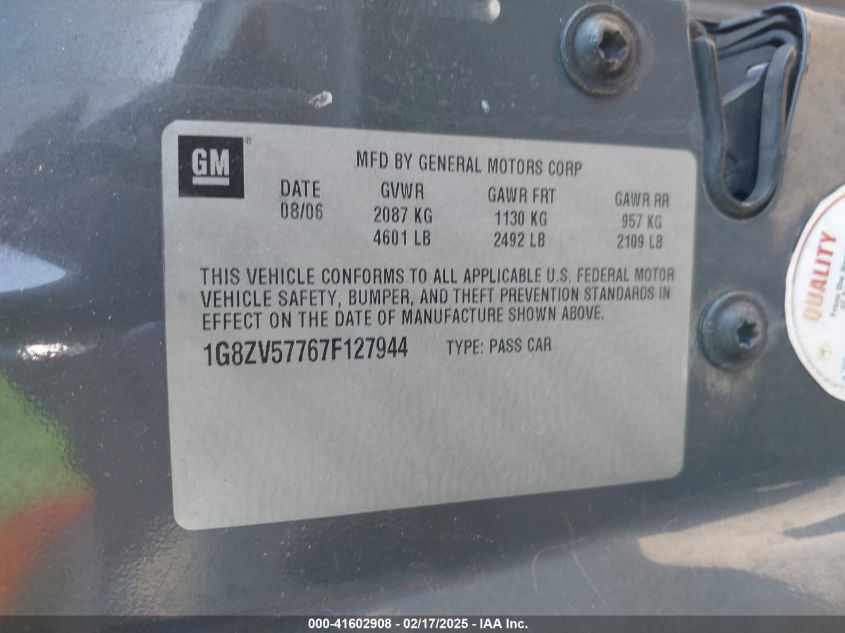 GM
MFD BY GENERAL MOTORS CORP
DATE GVWR GAWR FRT GAWR RR
08/06 2087 KG 1130 KG 957 KG
4601 LB 2492 LB 2109 LB
THIS VEHICLE CONFORMS TO ALL APPLICABLE U.S. FEDERAL MOTOR
VEHICLE SAFETY, BUMPER, AND THEFT PREVENTION STANDARDS IN
EFFECT ON THE DATE OF MANUFACTURE SHOWN ABOVE.
1G8ZV57767F127944 TYPE: PASS CAR
QUALITY
000-41602908 - 02/17/2025 - IAA Inc.